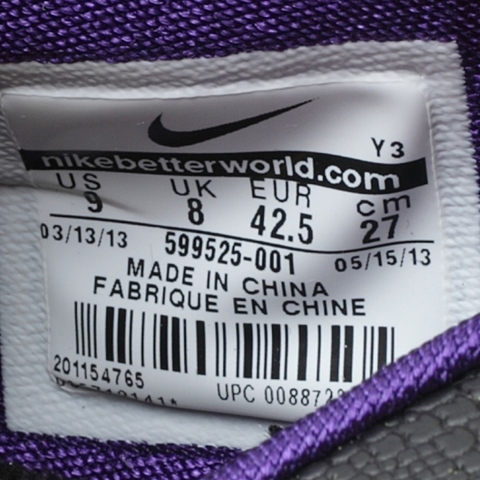 Y3
nikebetterworld.com
US UK EUR cm
9 8 42.5 27
03/13/13 599525-001 05/15/13
MADE IN CHINA
FABRIQUE EN CHINE
201154765
UPC 00887